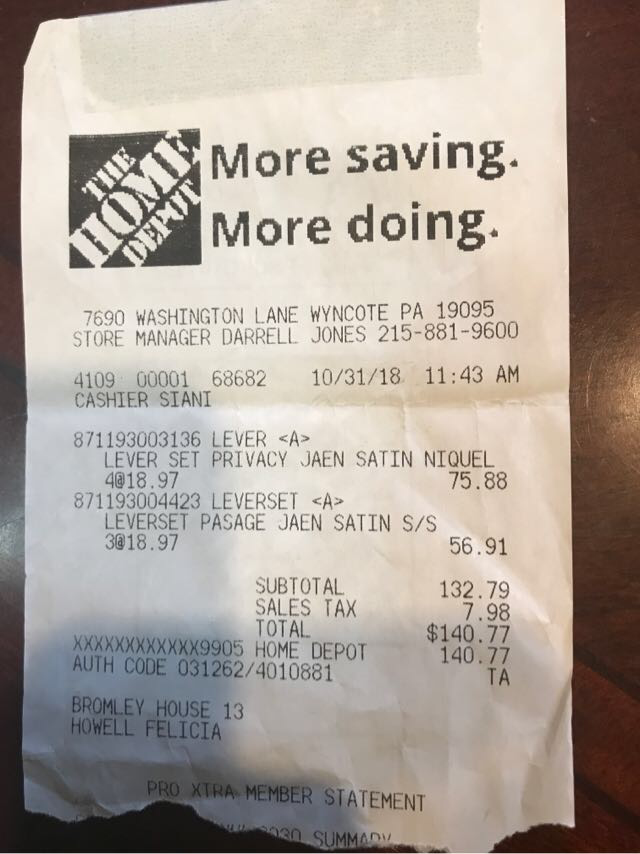 THE HOME DEPOT
More saving.
More doing.
7690 WASHINGTON LANE WYNCOTE PA 19095
STORE MANAGER DARRELL JONES 215-881-9600
4109 00001 68682 10/31/18 11:43 AM
CASHIER SIANI
871193003136 LEVER <A>
LEVER SET PRIVACY JAEN SATIN NIQUEL
4@18.97 75.88
871193004423 LEVERSET <A>
LEVERSET PASAGE JAEN SATIN S/S
3@18.97 56.91
SUBTOTAL 132.79
SALES TAX 7.98
TOTAL $140.77
XXXXXXXXXXXX9905 HOME DEPOT 140.77
AUTH CODE 031262/4010881 TA
BROMLEY HOUSE 13
HOWELL FELICIA
PRO XTRA MEMBER STATEMENT
SUMMARY